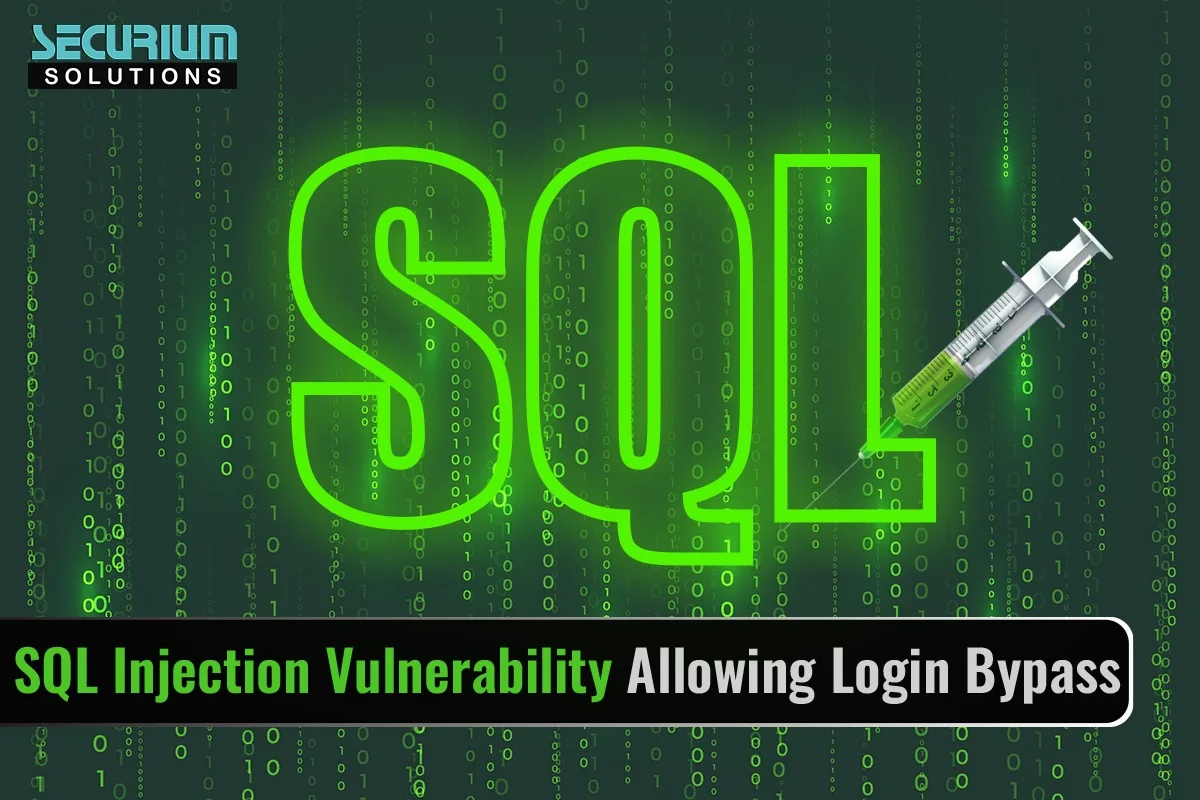 SECURIUM
SOLUTIONS
SQL
SQL Injection Vulnerability Allowing Login Bypass